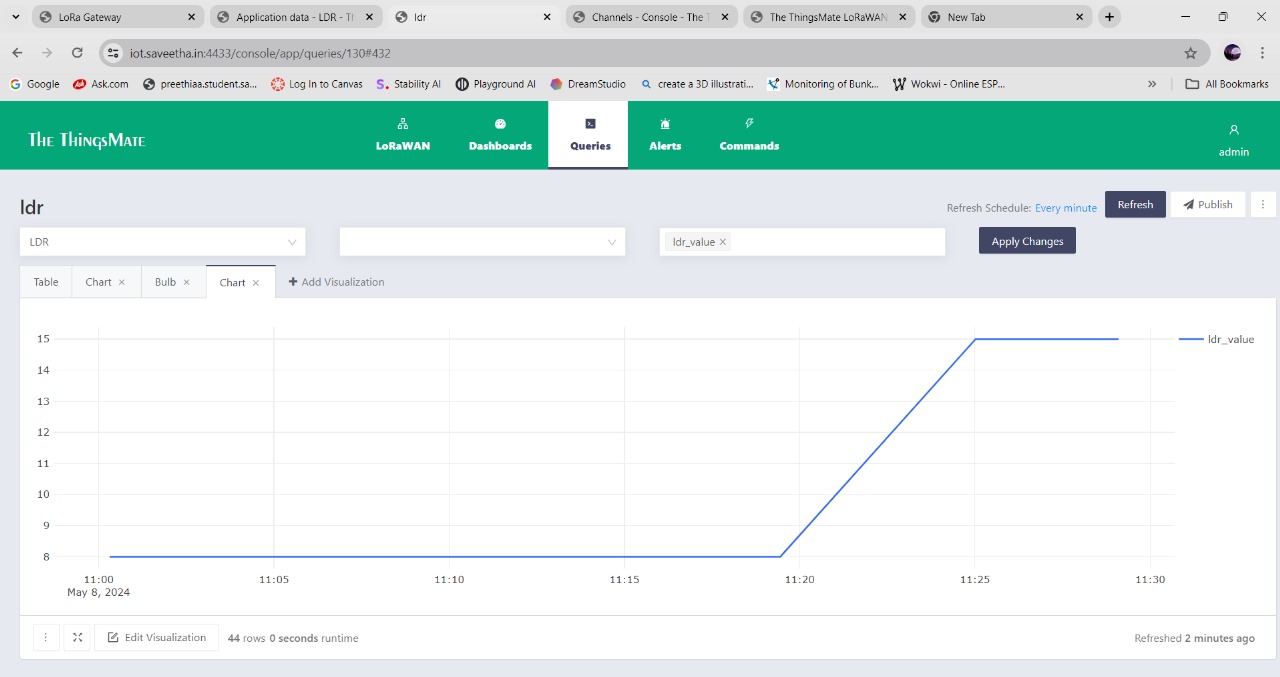 LoRa Gateway
Application data - LDR - Th
ldr
Channels - Console - The T
The ThingsMate LoRaWAN
New Tab
iot.saveetha.in:4433/console/app/queries/130#432
Google
Ask.com
preethiaa.student.sa...
Log In to Canvas
Stability AI
Playground AI
DreamStudio
create a 3D illustrati...
Monitoring of Bunk...
Wokwi - Online ESP...
»
All Bookmarks
THE THINGSMATE
LoRaWAN
Dashboards
Queries
Alerts
Commands
admin
ldr
Refresh Schedule: Every minute
Refresh
Publish
LDR
ldr_value ×
Apply Changes
Table
Chart ×
Bulb ×
Chart ×
+ Add Visualization
15
14
13
12
11
10
9
8
ldr_value
11:00 11:05 11:10 11:15 11:20 11:25 11:30
May 8, 2024
Edit Visualization
44 rows 0 seconds runtime
Refreshed 2 minutes ago